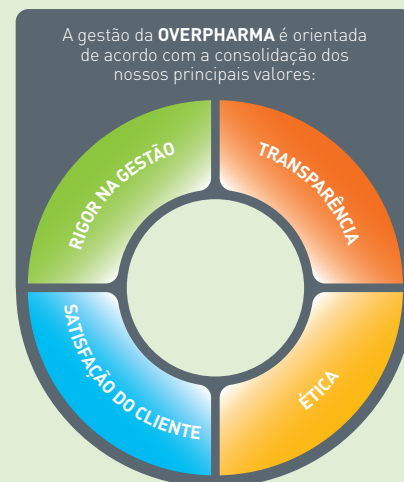 A gestão da OVERPHARMA é orientada
de acordo com a consolidação dos
nossos principais valores:
RIGOR NA GESTÃO
TRANSPARÊNCIA
SATISFAÇÃO DO CLIENTE
ÉTICA